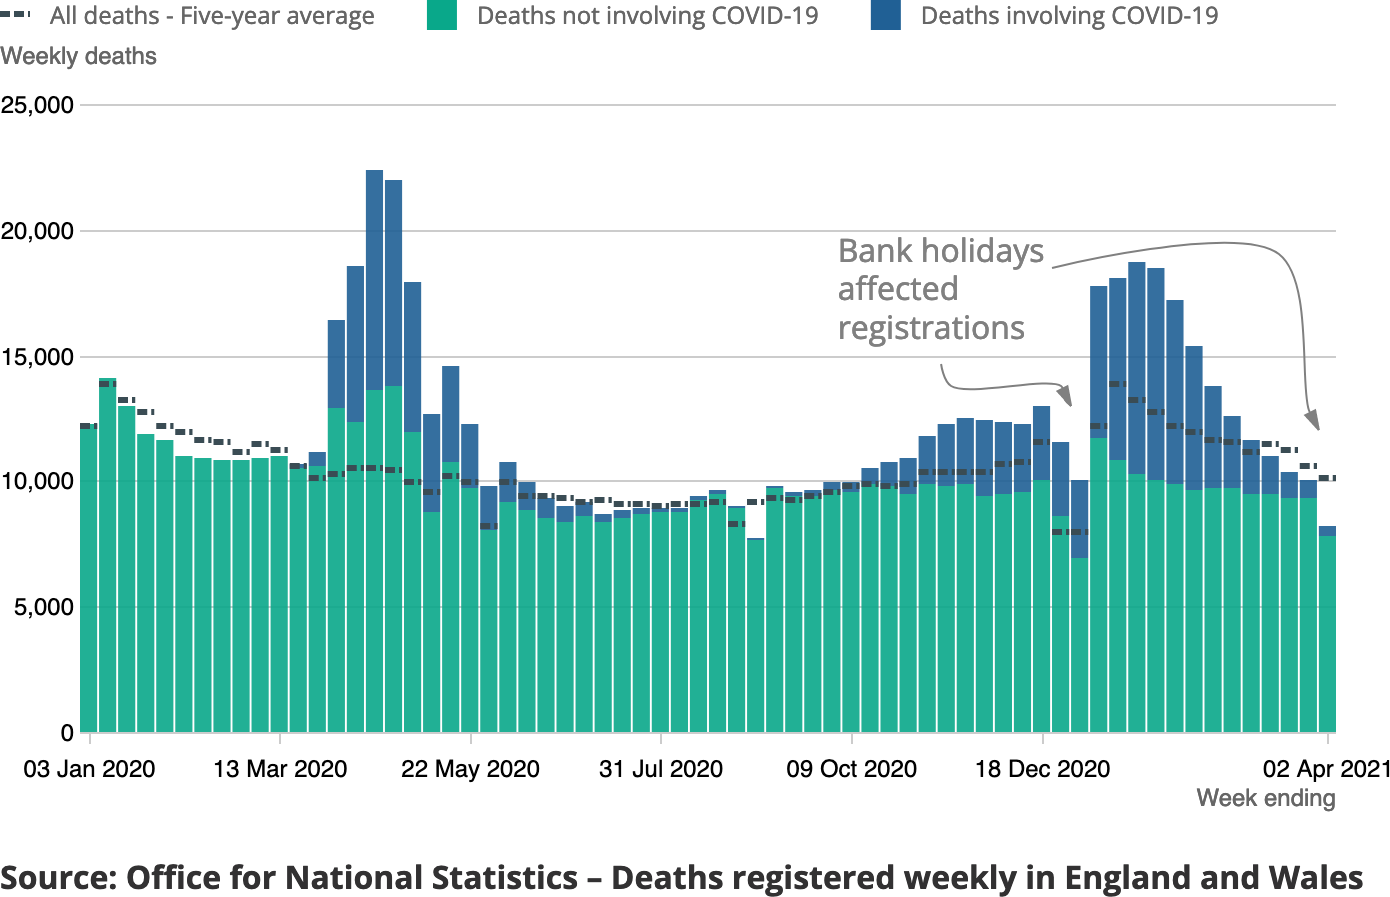 All deaths - Five-year average Deaths not involving COVID-19 Deaths involving COVID-19
Weekly deaths
25,000
20,000
Bank holidays
affected
registrations
15,000
10,000
5,000
0
03 Jan 2020 13 Mar 2020 22 May 2020 31 Jul 2020 09 Oct 2020 18 Dec 2020 02 Apr 2021
Week ending
Source: Office for National Statistics – Deaths registered weekly in England and Wales